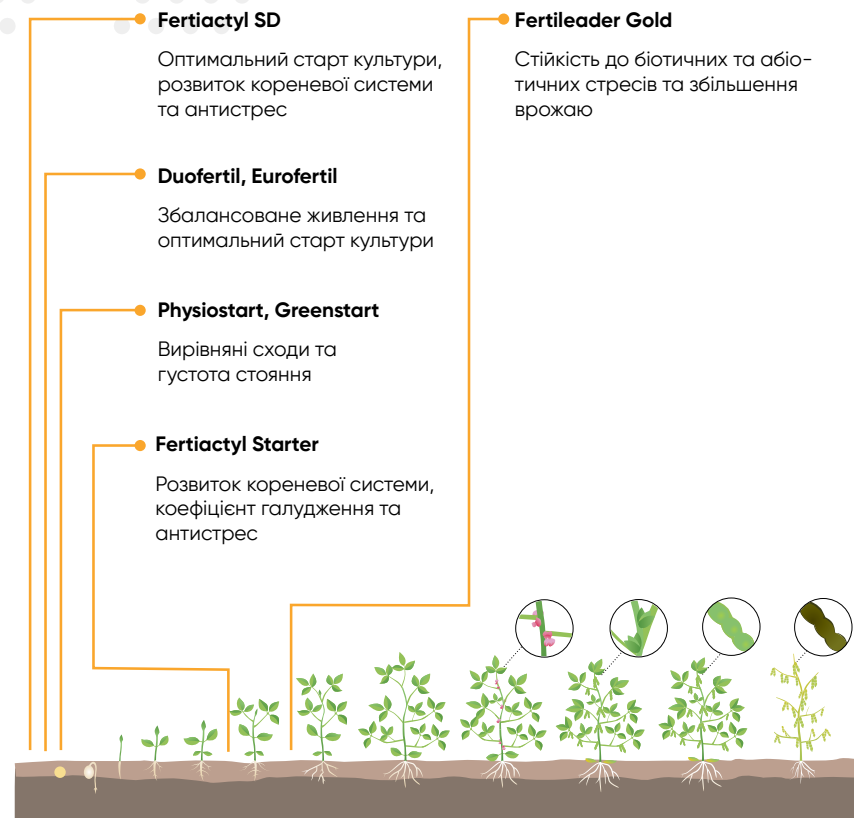 Fertiactyl SD
Оптимальний старт культури,
розвиток кореневої системи
та антистрес
Duofertil, Eurofertil
Збалансоване живлення та
оптимальний старт культури
Physiostart, Greenstart
Вирівняні сходи та
густота стояння
Fertiactyl Starter
Розвиток кореневої системи,
коефіцієнт галудження та
антистрес
Fertileader Gold
Стійкість до біотичних та абіо-
тичних стресів та збільшення
врожаю